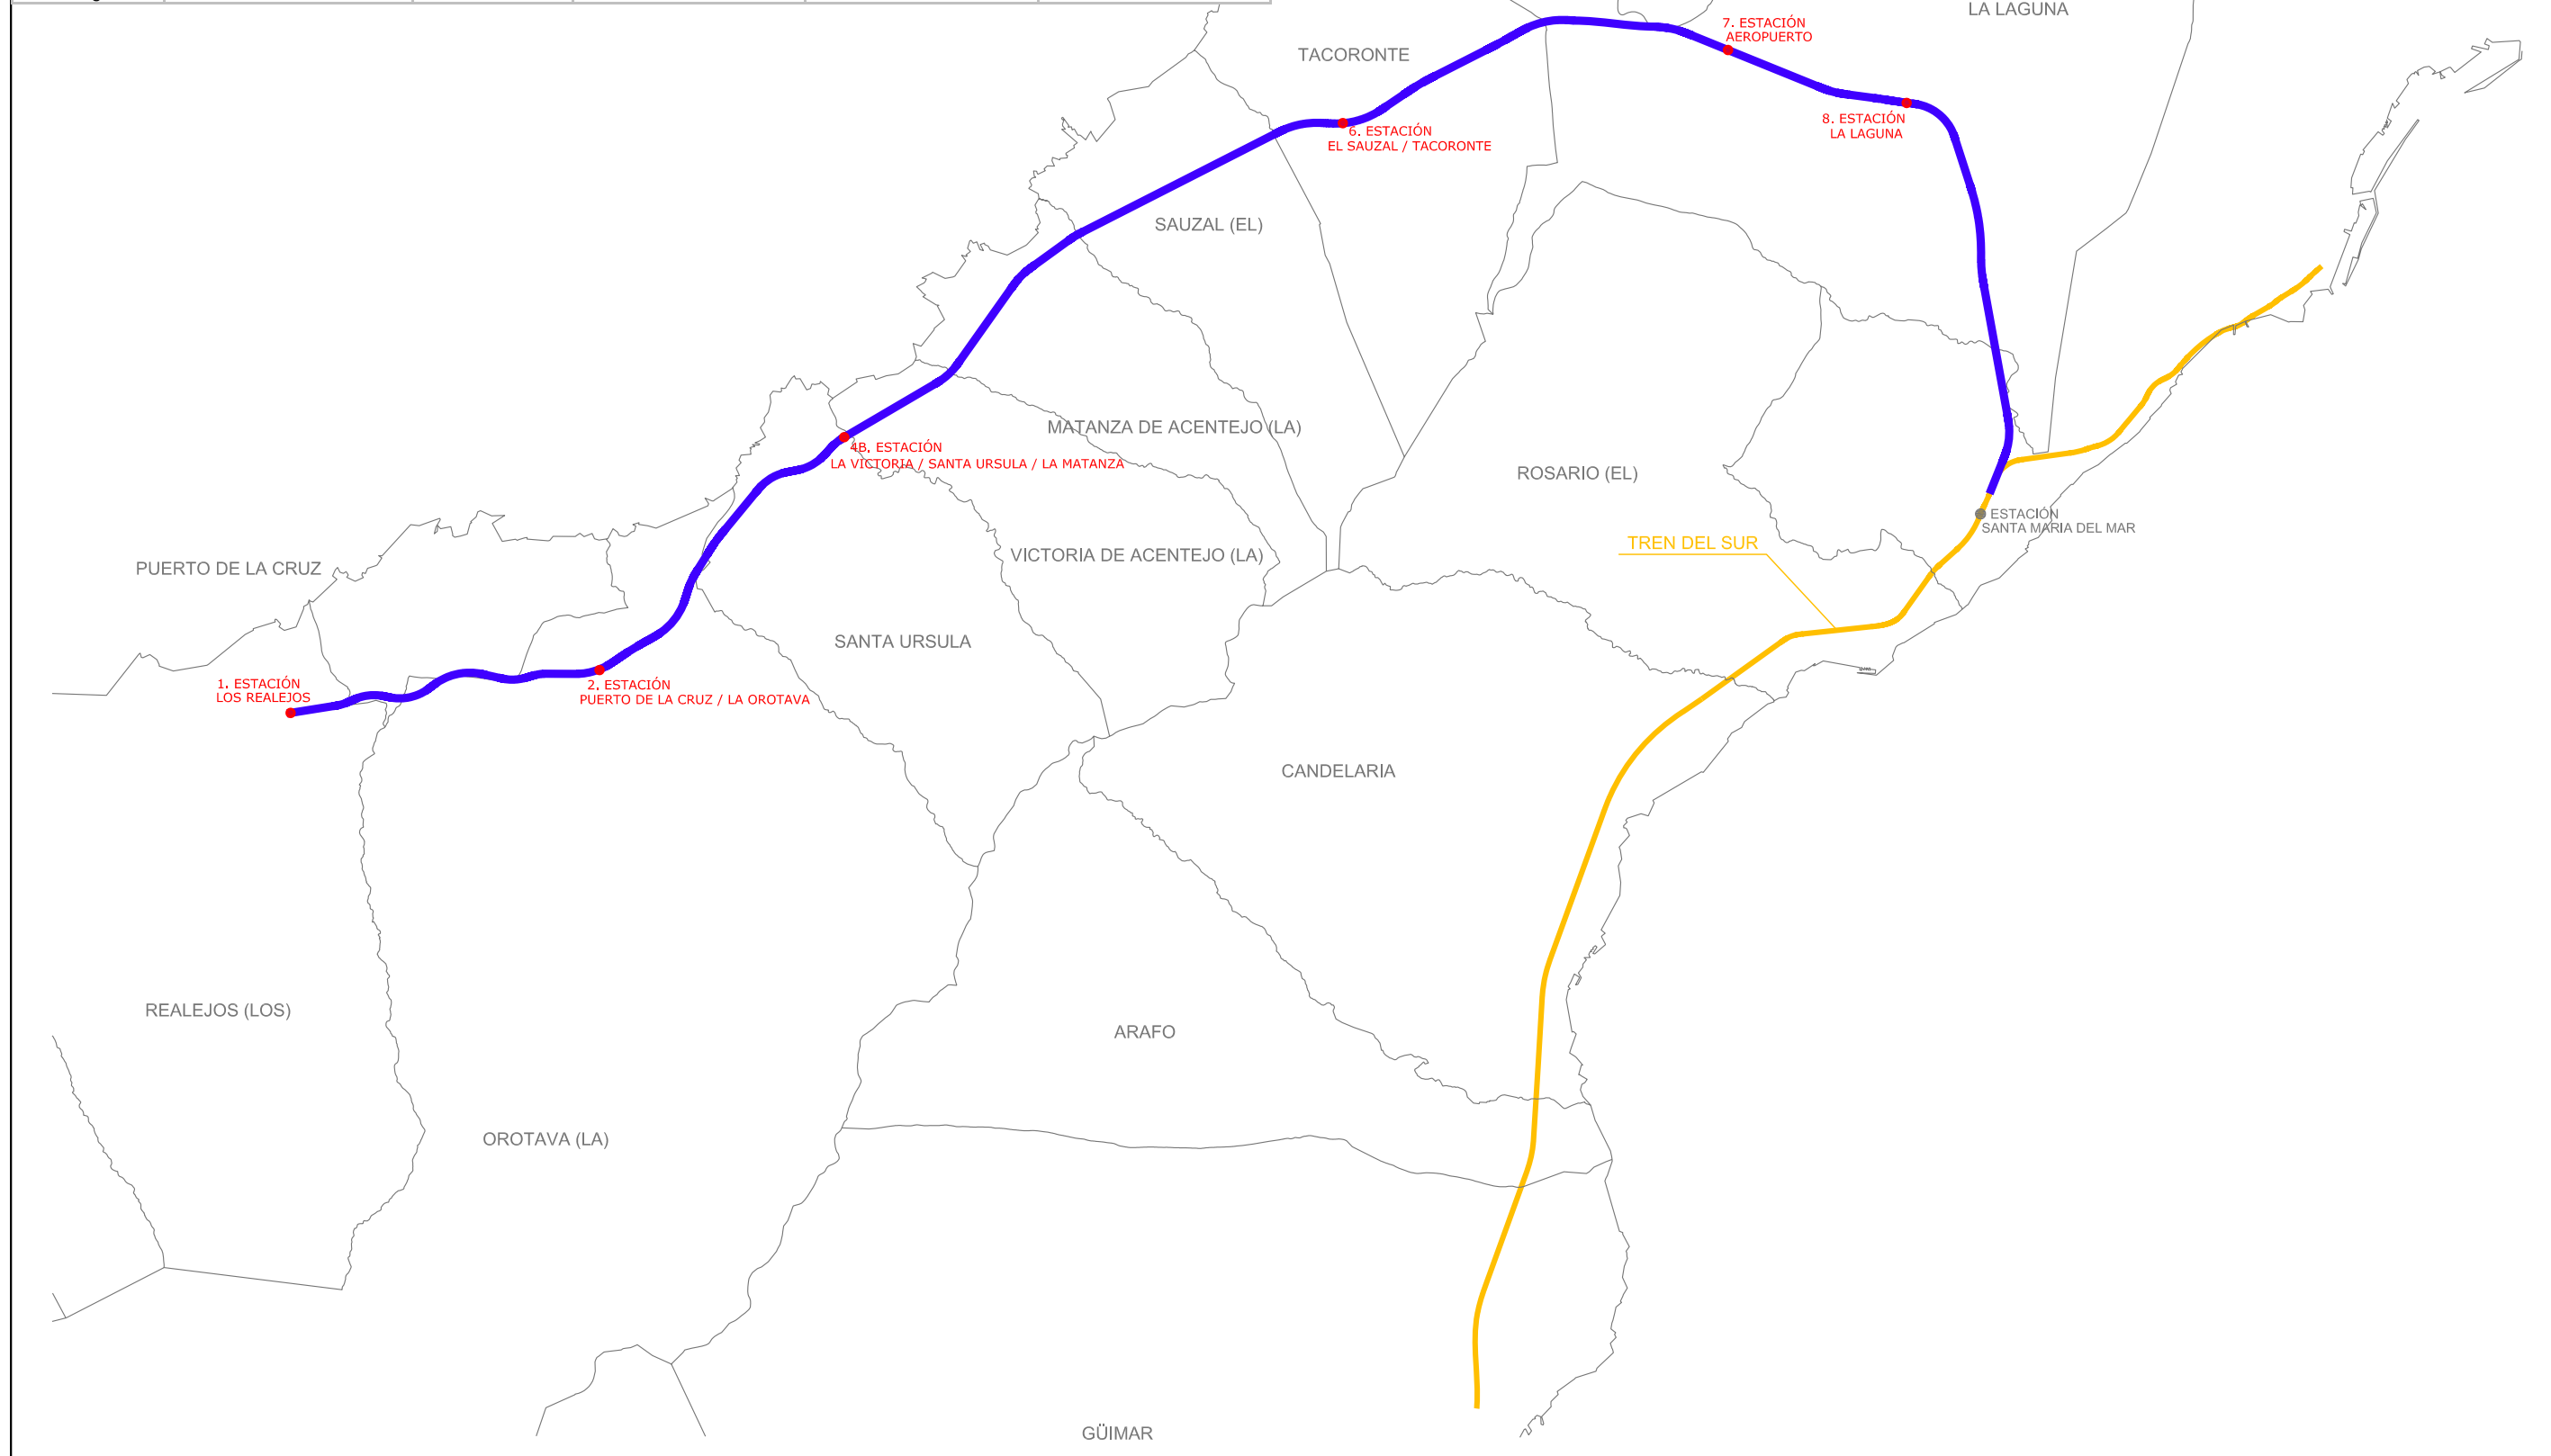 LA LAGUNA
7. ESTACIÓN
AEROPUERTO
TACORONTE
8. ESTACIÓN
LA LAGUNA
6. ESTACIÓN
EL SAUZAL / TACORONTE
SAUZAL (EL)
MATANZA DE ACENTEJO (LA)
4B. ESTACIÓN
LA VICTORIA / SANTA URSULA / LA MATANZA
ROSARIO (EL)
ESTACIÓN
SANTA MARIA DEL MAR
TREN DEL SUR
VICTORIA DE ACENTEJO (LA)
PUERTO DE LA CRUZ
SANTA URSULA
1. ESTACIÓN
LOS REALEJOS
2. ESTACIÓN
PUERTO DE LA CRUZ / LA OROTAVA
CANDELARIA
REALEJOS (LOS)
ARAFO
OROTAVA (LA)
GÜIMAR